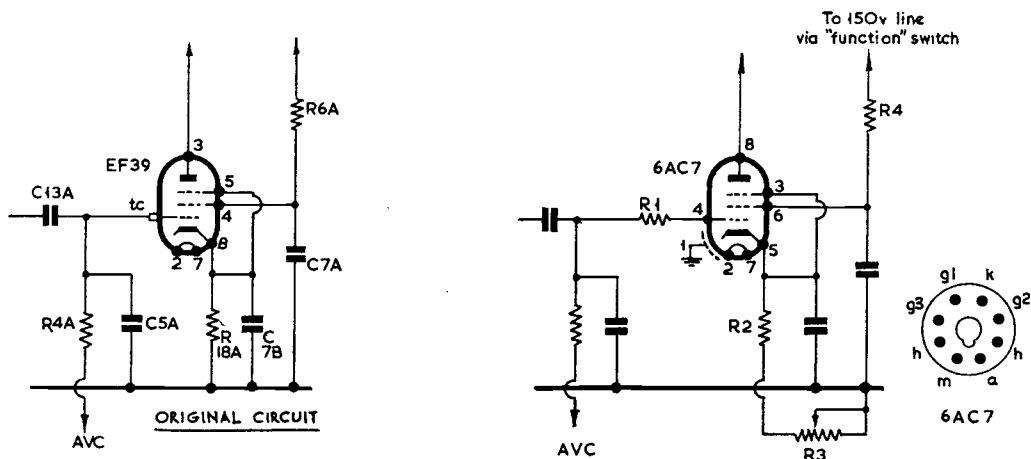 To 150v line
via "function" switch
R6A
R4
3
8
EF39
6AC7
5
3
C13A
tc
4
R1
4
6
8
1
5
2 7
2 7
C7A
g1 k
g3 g2
R4A
C5A
R
18A
C
7B
R2
h h
m a
ORIGINAL CIRCUIT
6AC7
AVC
AVC
R3